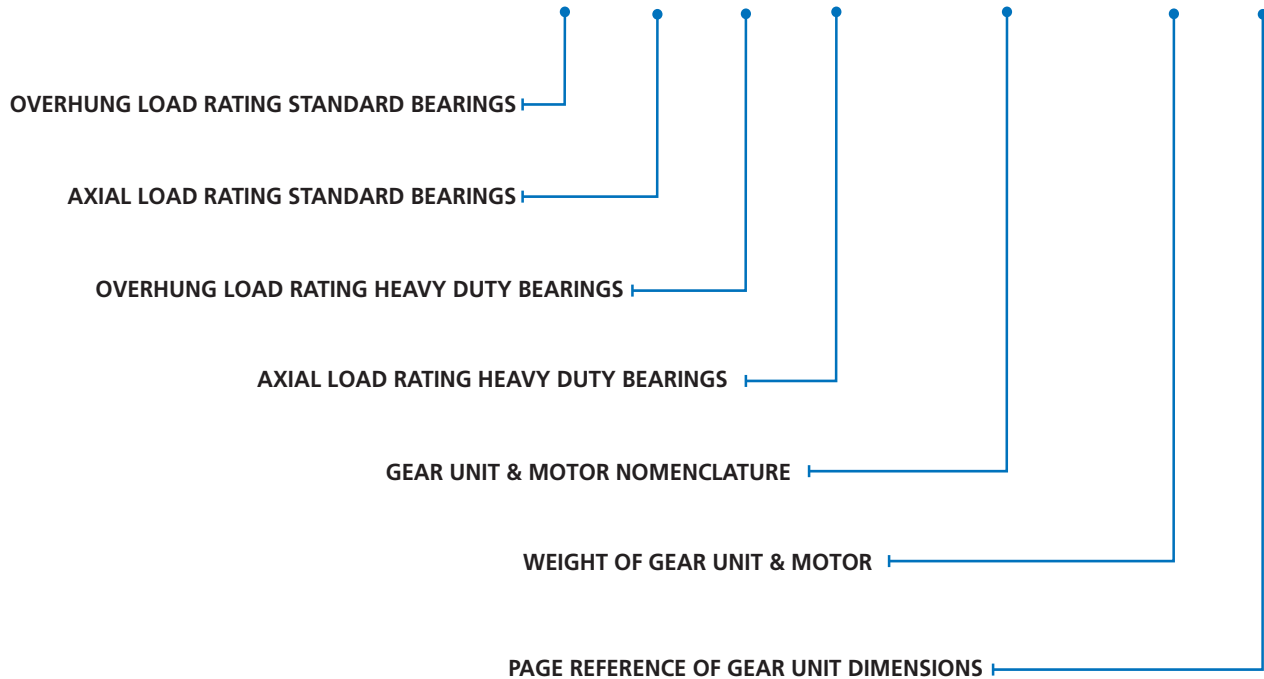 OVERHUNG LOAD RATING STANDARD BEARINGS
AXIAL LOAD RATING STANDARD BEARINGS
OVERHUNG LOAD RATING HEAVY DUTY BEARINGS
AXIAL LOAD RATING HEAVY DUTY BEARINGS
GEAR UNIT & MOTOR NOMENCLATURE
WEIGHT OF GEAR UNIT & MOTOR
PAGE REFERENCE OF GEAR UNIT DIMENSIONS